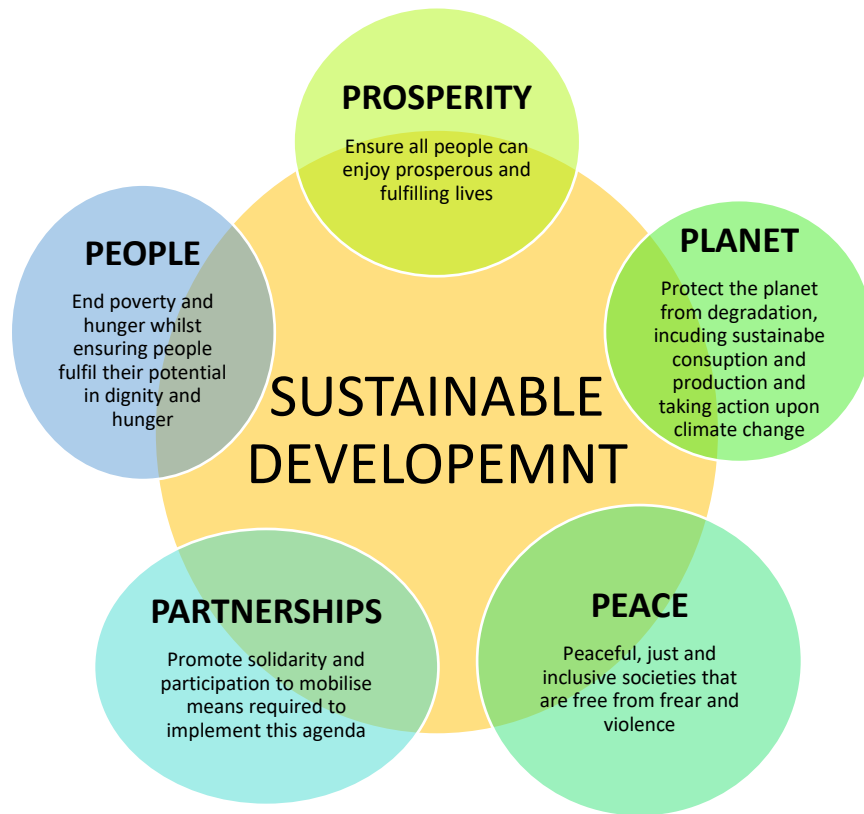 PROSPERITY
Ensure all people can
enjoy prosperous and
fulfilling lives
PEOPLE
End poverty and
hunger whilst
ensuring people
fulfil their potential
in dignity and
hunger
PLANET
Protect the planet
from degradation,
incuding sustainabe
consuption and
production and
taking action upon
climate change
SUSTAINABLE
DEVELOPEMNT
PARTNERSHIPS
Promote solidarity and
participation to mobilise
means required to
implement this agenda
PEACE
Peaceful, just and
inclusive societies that
are free from frear and
violence